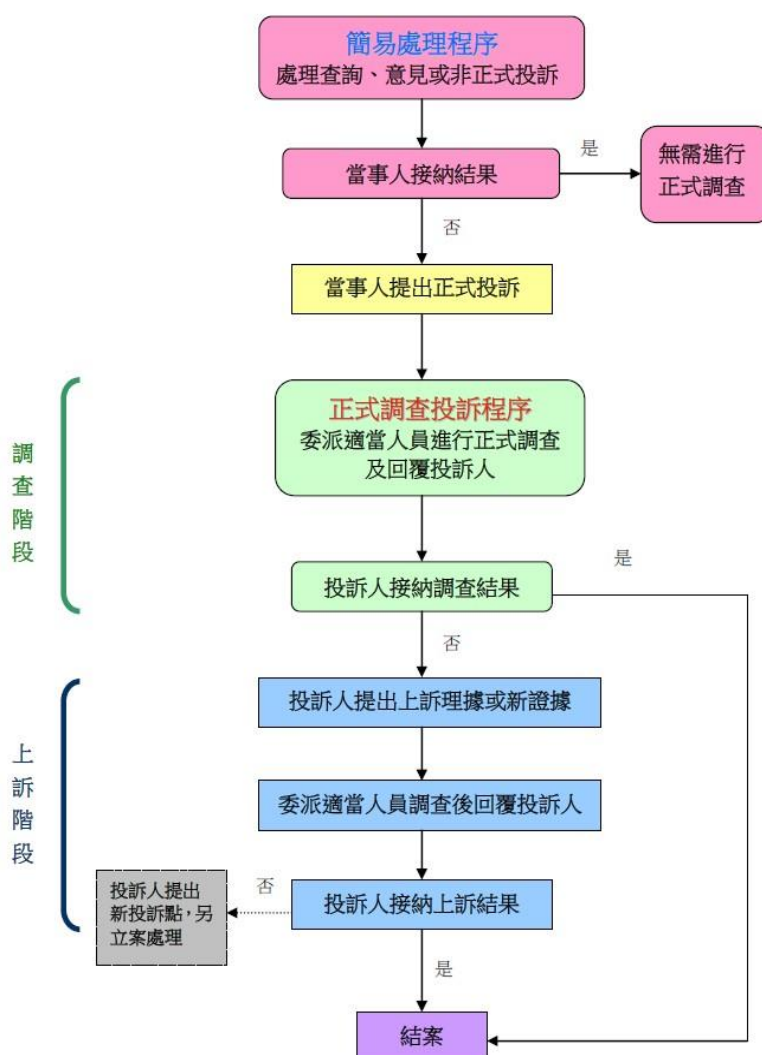 簡易處理程序
處理查詢、意見或非正式投訴
是
當事人接納結果
無需進行
正式調查
否
當事人提出正式投訴
調查階段
正式調查投訴程序
委派適當人員進行正式調查
及回覆投訴人
是
投訴人接納調查結果
否
上訴階段
投訴人提出上訴理據或新證據
委派適當人員調查後回覆投訴人
投訴人提出
新投訴點，另
立案處理
否
投訴人接納上訴結果
是
結案